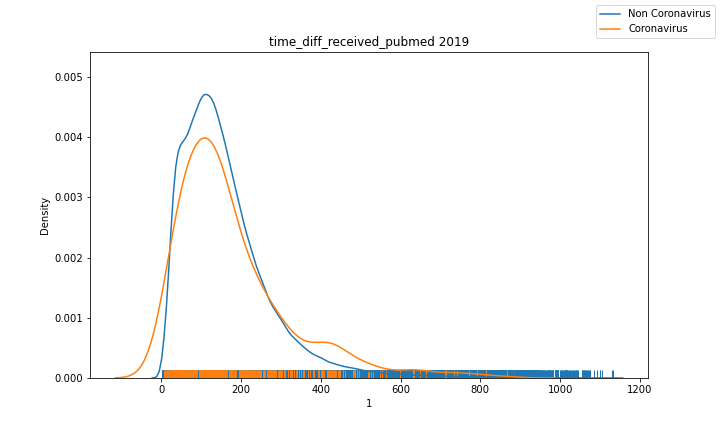 Non Coronavirus
Coronavirus
time_diff_received_pubmed 2019
0.005
0.004
0.003
0.002
0.001
0.000
Density
0 200 400 600 800 1000 1200
1